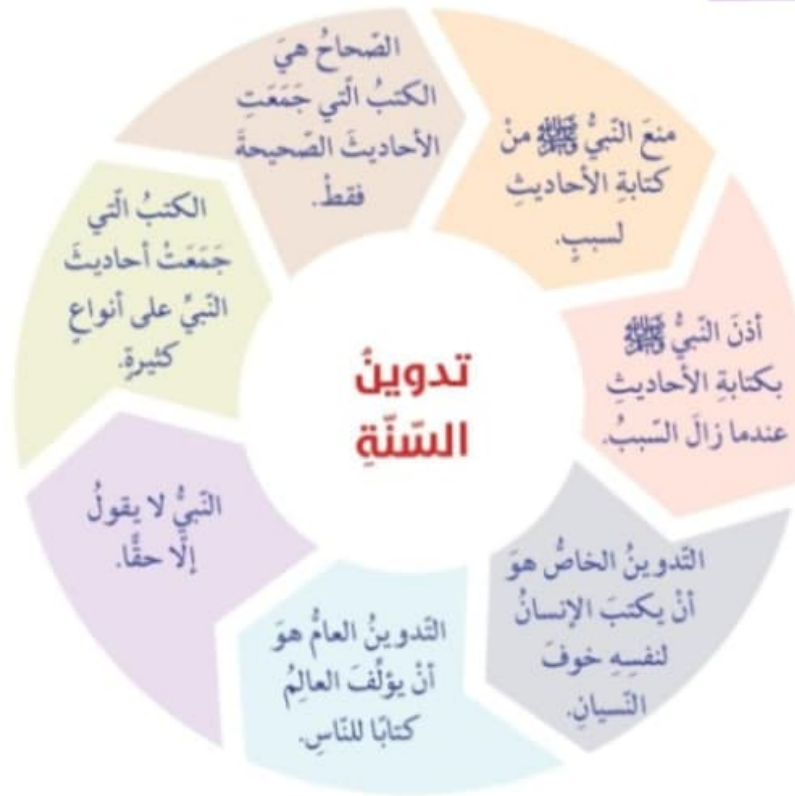 تدوينُ
السّنّةِ
منعَ النّبيُّ ﷺ منْ
كتابةِ الأحاديثِ
لسببٍ.
أذنَ النّبيُّ ﷺ
بكتابةِ الأحاديثِ
عندما زالَ السّببُ.
التّدوينُ الخاصُّ هوَ
أنْ يكتبَ الإنسانُ
لنفسِهِ خوفَ
النّسيانِ.
التّدوينُ العامُّ هوَ
أنْ يؤلّفَ العالِمُ
كتابًا للنّاسِ.
النّبيُّ لا يقولُ
إلّا حقًّا.
الكتبُ الّتي
جَمَعَتْ أحاديثَ
النّبيِّ على أنواعٍ
كثيرةٍ.
الصّحاحُ هيَ
الكتبُ الّتي جَمَعَتِ
الأحاديثَ الصّحيحةَ
فقطْ.